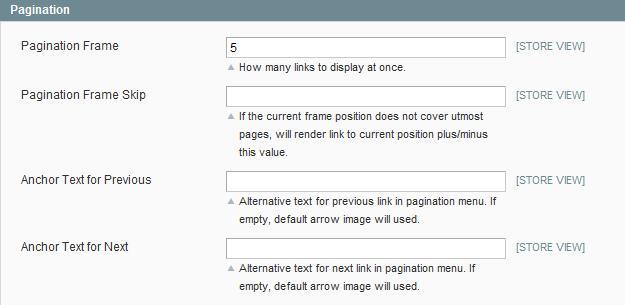 Pagination
Pagination Frame
5
[STORE VIEW]
How many links to display at once.
Pagination Frame Skip
[STORE VIEW]
If the current frame position does not cover utmost
pages, will render link to current position plus/minus
this value.
Anchor Text for Previous
[STORE VIEW]
Alternative text for previous link in pagination menu. If
empty, default arrow image will used.
Anchor Text for Next
[STORE VIEW]
Alternative text for next link in pagination menu. If
empty, default arrow image will used.